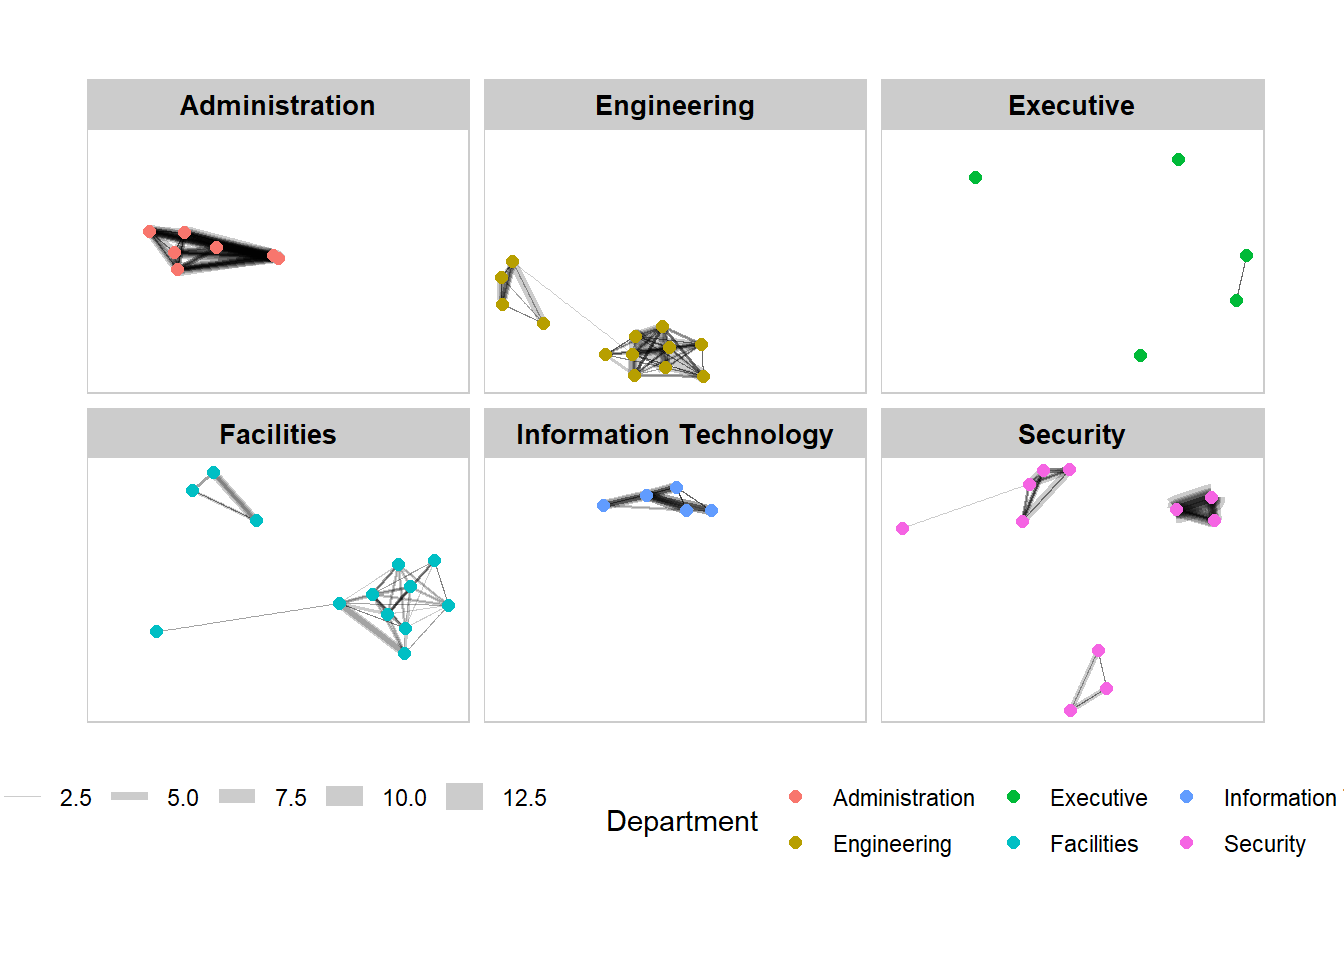 Administration
Engineering
Executive
Facilities
Information Technology
Security
2.5 5.0 7.5 10.0 12.5
Department
Administration Executive Information
Engineering Facilities Security